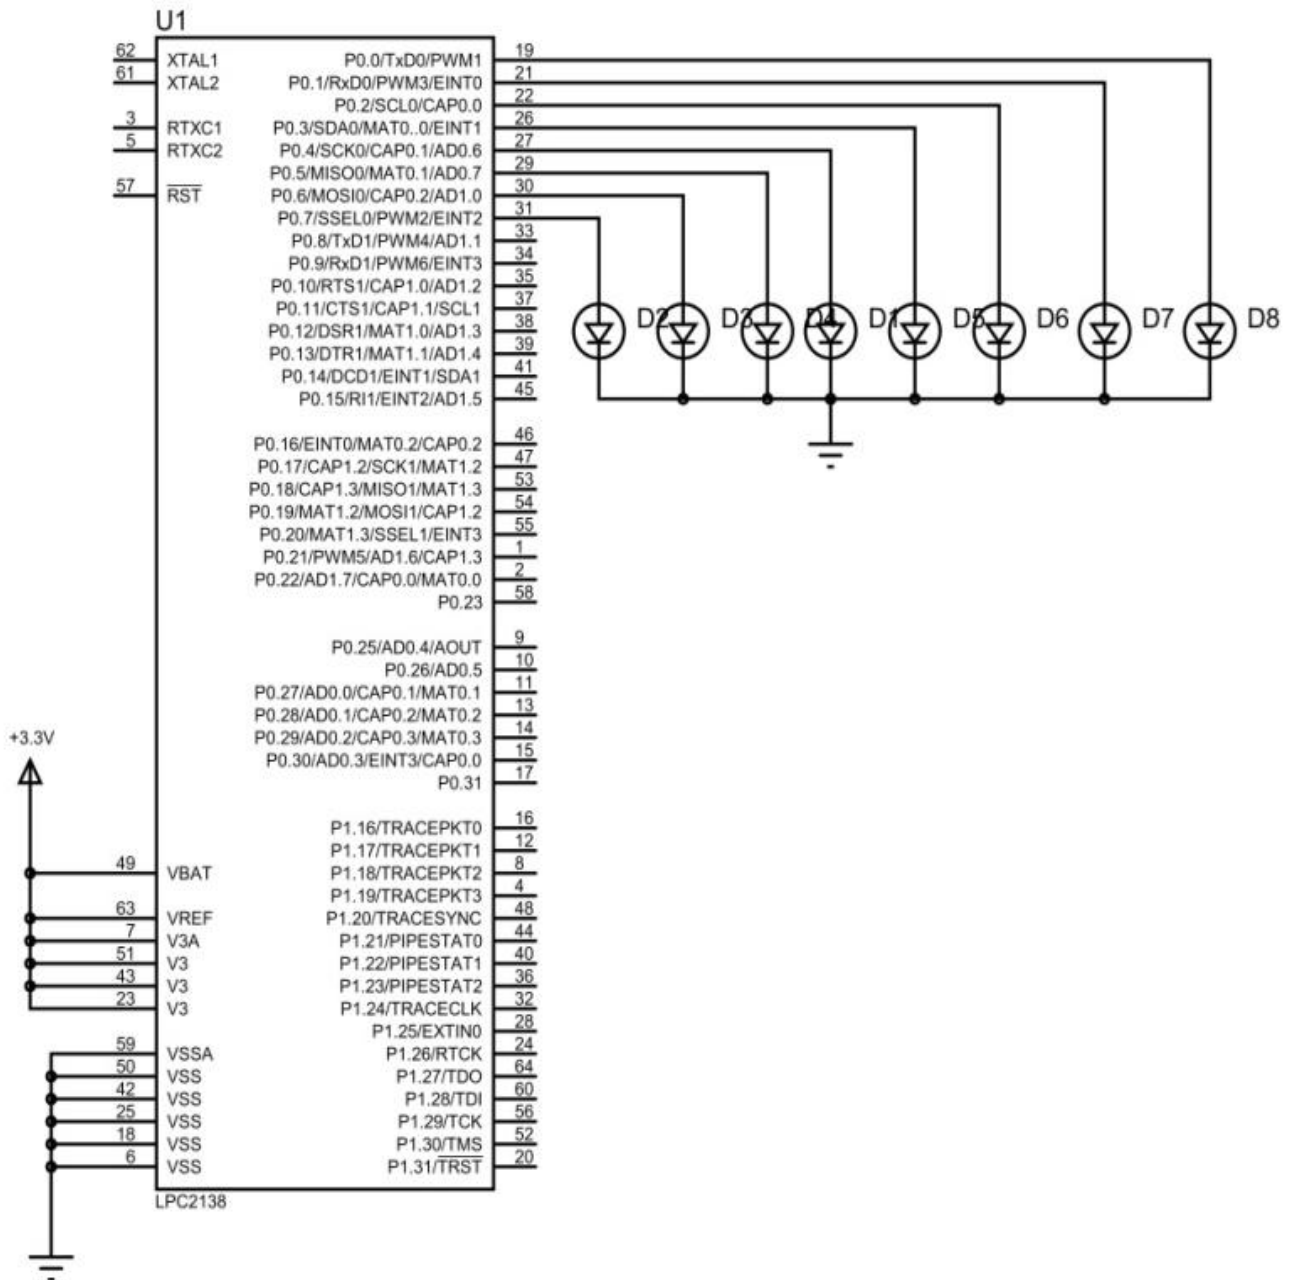 U1
62 XTAL1 P0.0/TxD0/PWM1 19
61 XTAL2 P0.1/RxD0/PWM3/EINT0 21
P0.2/SCL0/CAP0.0 22
3 RTXC1 P0.3/SDA0/MAT0..0/EINT1 26
5 RTXC2 P0.4/SCK0/CAP0.1/AD0.6 27
P0.5/MISO0/MAT0.1/AD0.7 29
57 RST P0.6/MOSI0/CAP0.2/AD1.0 30
P0.7/SSEL0/PWM2/EINT2 31
P0.8/TxD1/PWM4/AD1.1 33
P0.9/RxD1/PWM6/EINT3 34
P0.10/RTS1/CAP1.0/AD1.2 35
P0.11/CTS1/CAP1.1/SCL1 37
D2 D3 D4 D1 D5 D6 D7 D8
P0.12/DSR1/MAT1.0/AD1.3 38
P0.13/DTR1/MAT1.1/AD1.4 39
P0.14/DCD1/EINT1/SDA1 41
P0.15/RI1/EINT2/AD1.5 45
P0.16/EINT0/MAT0.2/CAP0.2 46
P0.17/CAP1.2/SCK1/MAT1.2 47
P0.18/CAP1.3/MISO1/MAT1.3 53
P0.19/MAT1.2/MOSI1/CAP1.2 54
P0.20/MAT1.3/SSEL1/EINT3 55
P0.21/PWM5/AD1.6/CAP1.3 1
P0.22/AD1.7/CAP0.0/MAT0.0 2
P0.23 58
P0.25/AD0.4/AOUT 9
P0.26/AD0.5 10
P0.27/AD0.0/CAP0.1/MAT0.1 11
P0.28/AD0.1/CAP0.2/MAT0.2 13
+3.3V P0.29/AD0.2/CAP0.3/MAT0.3 14
P0.30/AD0.3/EINT3/CAP0.0 15
P0.31 17
P1.16/TRACEPKT0 16
P1.17/TRACEPKT1 12
49 VBAT P1.18/TRACEPKT2 8
P1.19/TRACEPKT3 4
63 VREF P1.20/TRACESYNC 48
7 V3A P1.21/PIPESTAT0 44
51 V3 P1.22/PIPESTAT1 40
43 V3 P1.23/PIPESTAT2 36
23 V3 P1.24/TRACECLK 32
P1.25/EXTIN0 28
59 VSSA P1.26/RTCK 24
50 VSS P1.27/TDO 64
42 VSS P1.28/TDI 60
25 VSS P1.29/TCK 56
18 VSS P1.30/TMS 52
6 VSS P1.31/TRST 20
LPC2138